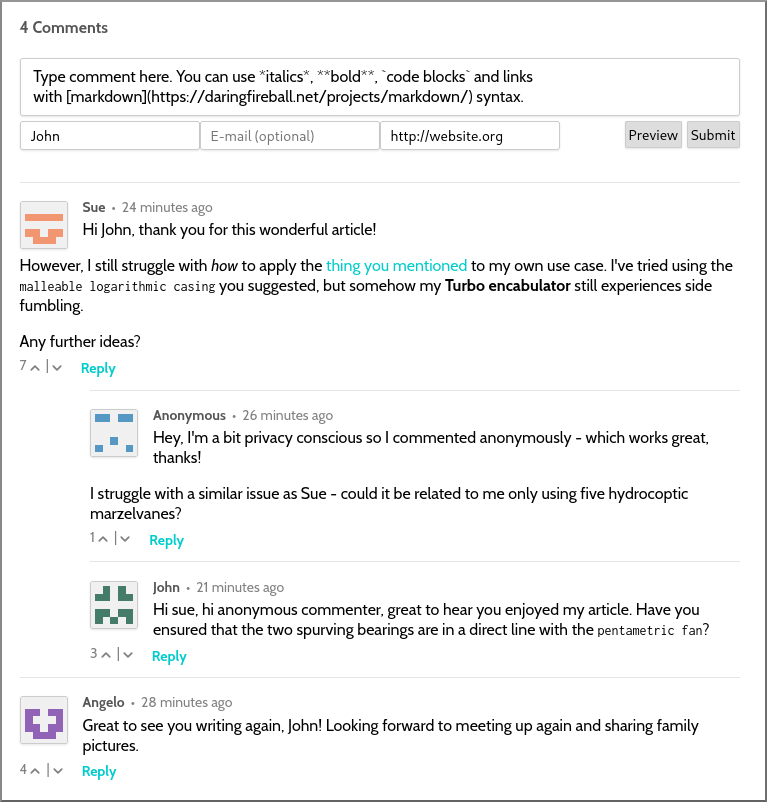 4 Comments
Type comment here. You can use *italics*, **bold**, `code blocks` and links
with [markdown](https://daringfireball.net/projects/markdown/) syntax.
John E-mail (optional) http://website.org Preview Submit
Sue • 24 minutes ago
Hi John, thank you for this wonderful article!
However, I still struggle with how to apply the thing you mentioned to my own use case. I've tried using the
malleable logarithmic casing you suggested, but somehow my Turbo encabulator still experiences side
fumbling.
Any further ideas?
7 | Reply
Anonymous • 26 minutes ago
Hey, I'm a bit privacy conscious so I commented anonymously - which works great,
thanks!
I struggle with a similar issue as Sue - could it be related to me only using five hydrocoptic
marzelvanes?
1 | Reply
John • 21 minutes ago
Hi sue, hi anonymous commenter, great to hear you enjoyed my article. Have you
ensured that the two spurving bearings are in a direct line with the pentametric fan?
3 | Reply
Angelo • 28 minutes ago
Great to see you writing again, John! Looking forward to meeting up again and sharing family
pictures.
4 | Reply